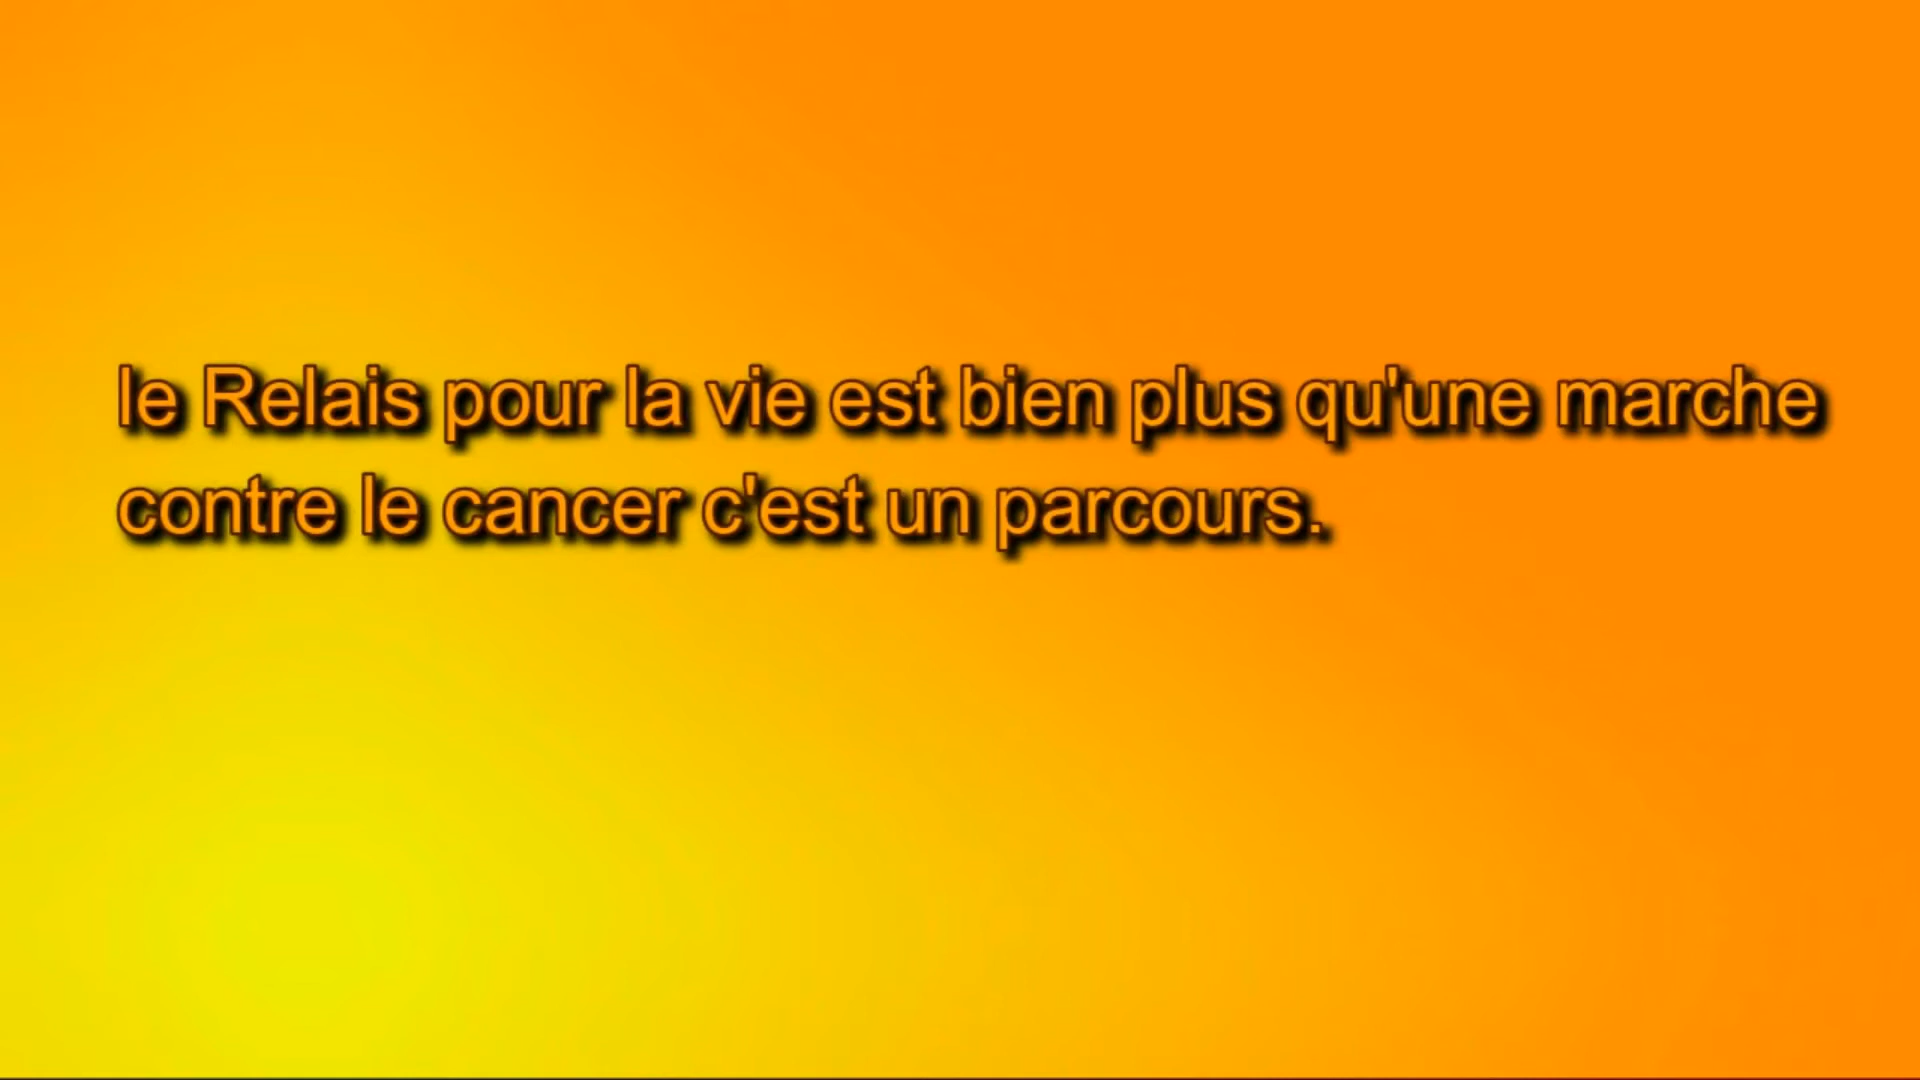 le Relais pour la vie est bien plus qu'une marche
contre le cancer c'est un parcours.